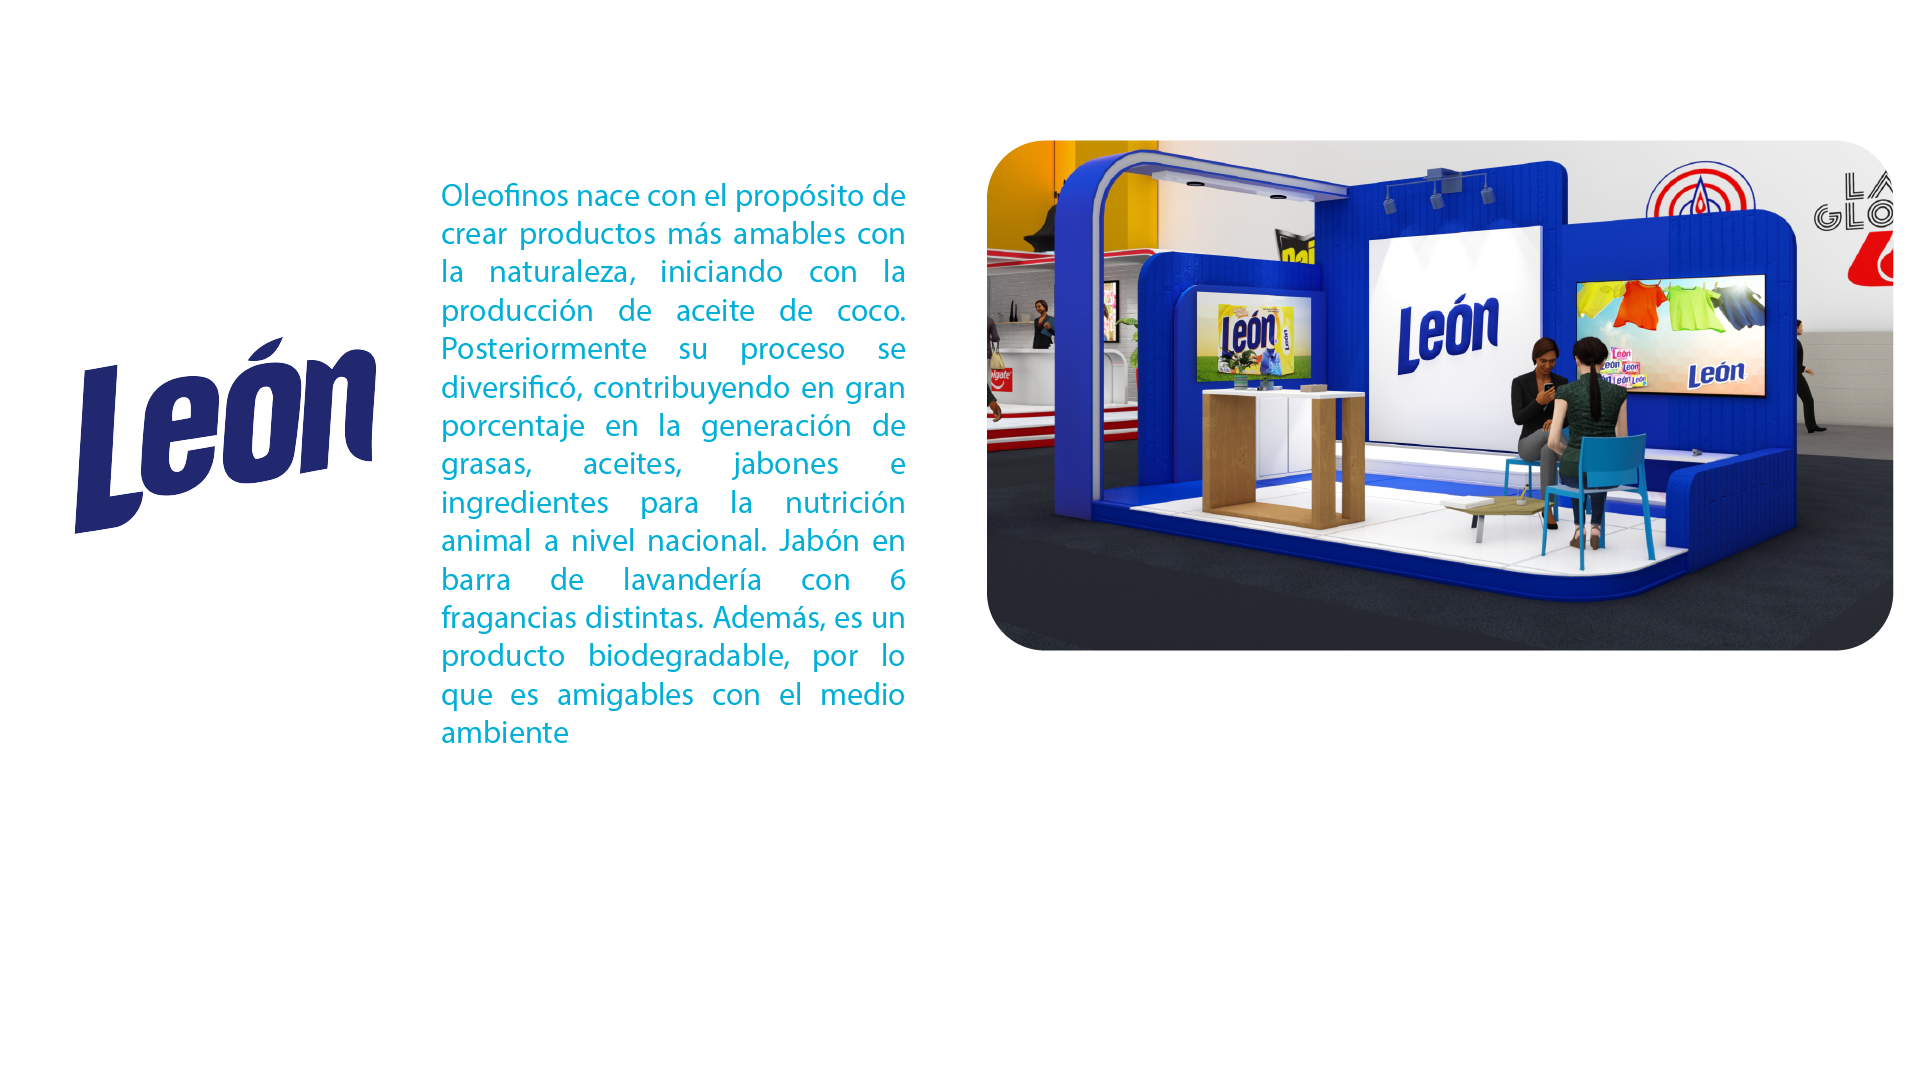 León
Oleofinos nace con el propósito de
crear productos más amables con
la naturaleza, iniciando con la
producción de aceite de coco.
Posteriormente su proceso se
diversificó, contribuyendo en gran
porcentaje en la generación de
grasas, aceites, jabones e
ingredientes para la nutrición
animal a nivel nacional. Jabón en
barra de lavandería con 6
fragancias distintas. Además, es un
producto biodegradable, por lo
que es amigables con el medio
ambiente
LA
GLO
León
León
León
León
León